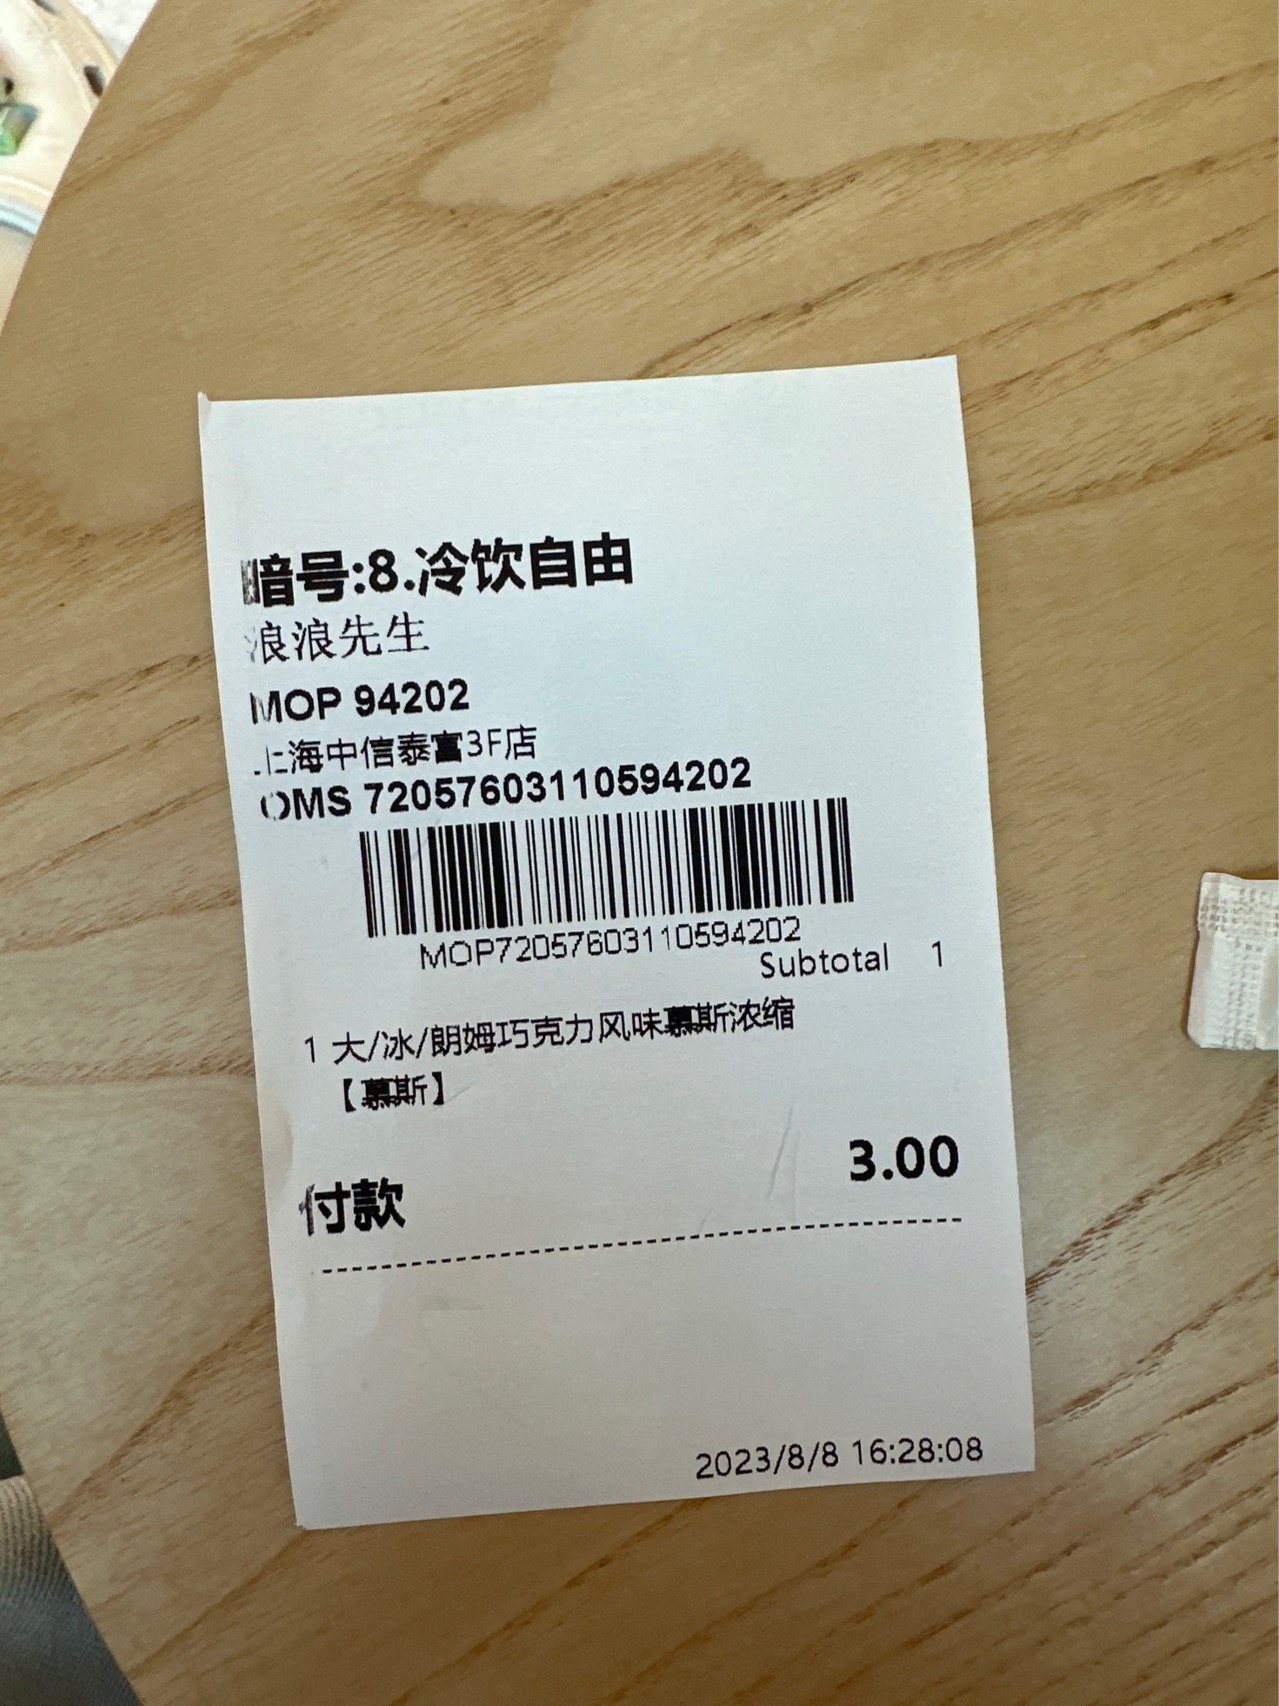 暗号:8.冷饮自由
浪浪先生
MOP 94202
上海中信泰富3F店
OMS 72057603110594202
MOP72057603110594202
Subtotal 1
1 大/冰/朗姆巧克力风味慕斯浓缩
【慕斯】
付款 3.00
2023/8/8 16:28:08